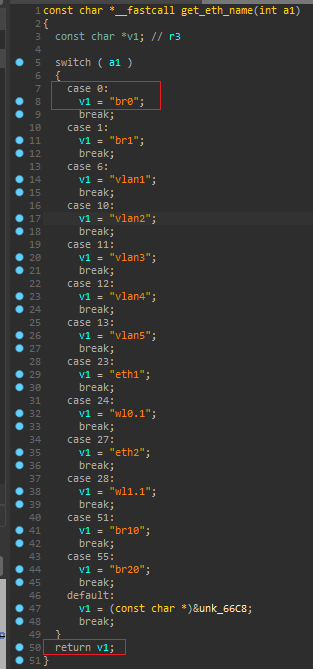 1 const char *__fastcall get_eth_name(int a1)
2 {
3   const char *v1; // r3
4
5   switch ( a1 )
6   {
7     case 0:
8       v1 = "br0";
9       break;
10     case 1:
11       v1 = "br1";
12       break;
13     case 6:
14       v1 = "vlan1";
15       break;
16     case 10:
17       v1 = "vlan2";
18       break;
19     case 11:
20       v1 = "vlan3";
21       break;
22     case 12:
23       v1 = "vlan4";
24       break;
25     case 13:
26       v1 = "vlan5";
27       break;
28     case 23:
29       v1 = "eth1";
30       break;
31     case 24:
32       v1 = "wl0.1";
33       break;
34     case 27:
35       v1 = "eth2";
36       break;
37     case 28:
38       v1 = "wl1.1";
39       break;
40     case 51:
41       v1 = "br10";
42       break;
43     case 55:
44       v1 = "br20";
45       break;
46     default:
47       v1 = (const char *)&unk_66C8;
48       break;
49   }
50   return v1;
51 }